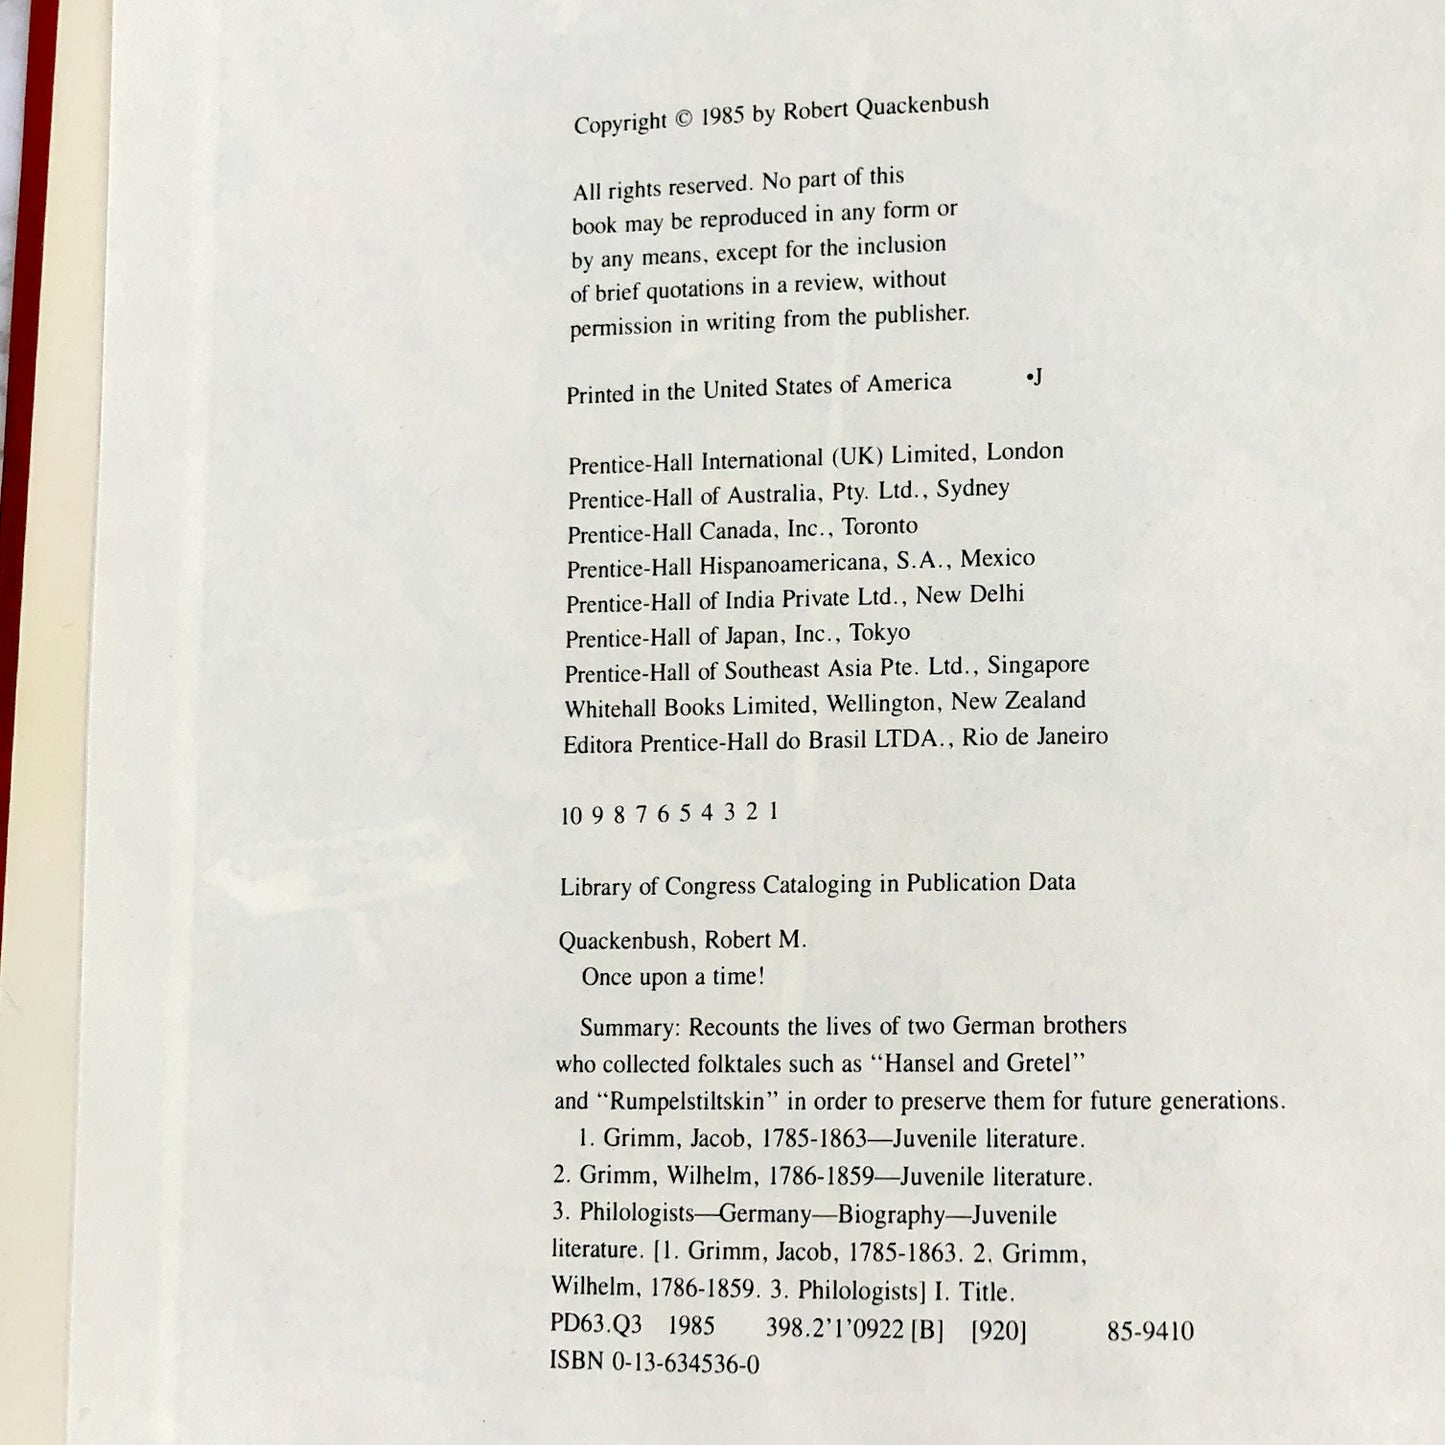 Copyright © 1985 by Robert Quackenbush
All rights reserved. No part of this
book may be reproduced in any form or
by any means, except for the inclusion
of brief quotations in a review, without
permission in writing from the publisher.
Printed in the United States of America •J
Prentice-Hall International (UK) Limited, London
Prentice-Hall of Australia, Pty. Ltd., Sydney
Prentice-Hall Canada, Inc., Toronto
Prentice-Hall Hispanoamericana, S.A., Mexico
Prentice-Hall of India Private Ltd., New Delhi
Prentice-Hall of Japan, Inc., Tokyo
Prentice-Hall of Southeast Asia Pte. Ltd., Singapore
Whitehall Books Limited, Wellington, New Zealand
Editora Prentice-Hall do Brasil LTDA., Rio de Janeiro
10 9 8 7 6 5 4 3 2 1
Library of Congress Cataloging in Publication Data
Quackenbush, Robert M.
Once upon a time!
Summary: Recounts the lives of two German brothers
who collected folktales such as “Hansel and Gretel”
and “Rumpelstiltskin” in order to preserve them for future generations.
1. Grimm, Jacob, 1785-1863—Juvenile literature.
2. Grimm, Wilhelm, 1786-1859—Juvenile literature.
3. Philologists—Germany—Biography—Juvenile
literature. [1. Grimm, Jacob, 1785-1863. 2. Grimm,
Wilhelm, 1786-1859. 3. Philologists] I. Title.
PD63.Q3 1985 398.2’1’0922 [B] [920] 85-9410
ISBN 0-13-634536-0